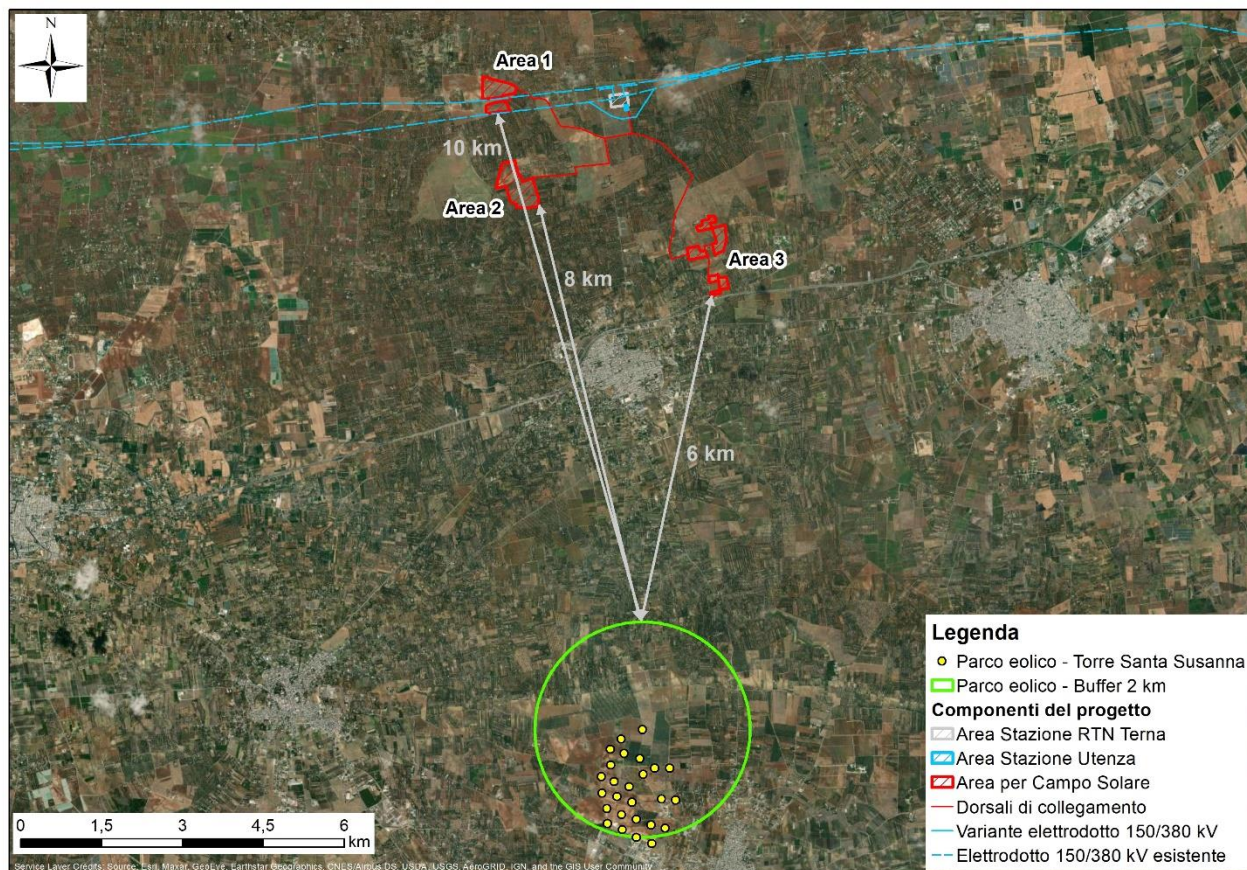 N
Area 1
10 km
Area 2
8 km
Area 3
6 km
Legenda
Parco eolico - Torre Santa Susanna
Parco eolico - Buffer 2 km
Componenti del progetto
Area Stazione RTN Terna
Area Stazione Utenza
Area per Campo Solare
Dorsali di collegamento
Variante elettrodotto 150/380 kV
Elettrodotto 150/380 kV esistente
0 1,5 3 4,5 6
km
Service Layer Credits: Source: Esri, Maxar, GeoEye, Earthstar Geographics, CNES/Airbus DS, USDA, USGS, AeroGRID, IGN, and the GIS User Community